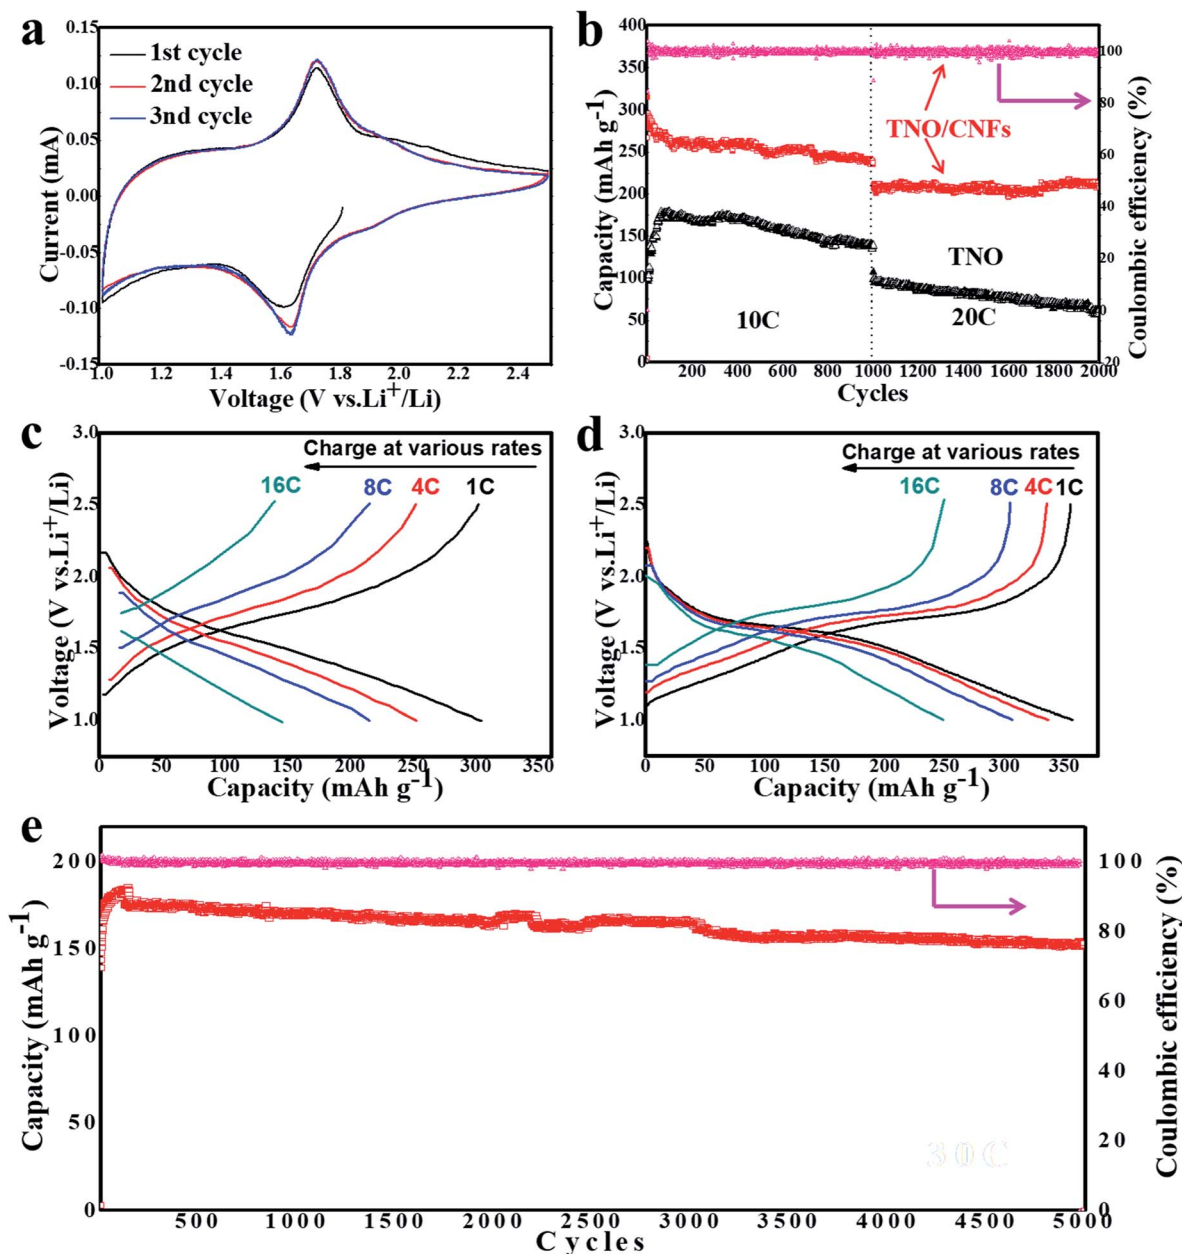 a
1st cycle
2nd cycle
3nd cycle
Current (mA)
0.15
0.10
0.05
0.00
-0.05
-0.10
-0.15
1.0 1.2 1.4 1.6 1.8 2.0 2.2 2.4
Voltage (V vs.Li⁺/Li)
b
Capacity (mAh g⁻¹)
400
350
300
250
200
150
100
50
0
TNO/CNFs
TNO
10C
20C
100
80
60
40
20
0
-20
Coulombic efficiency (%)
200 400 600 800 1000 1200 1400 1600 1800 2000
Cycles
c
Charge at various rates
16C 8C 4C 1C
Voltage (V vs.Li⁺/Li)
3.0
2.5
2.0
1.5
1.0
0 50 100 150 200 250 300 350
Capacity (mAh g⁻¹)
d
Charge at various rates
16C 8C 4C 1C
Voltage (V vs.Li⁺/Li)
3.0
2.5
2.0
1.5
1.0
0 50 100 150 200 250 300 350
Capacity (mAh g⁻¹)
e
Capacity (mAh g⁻¹)
200
150
100
50
0
30C
100
80
60
40
20
0
Coulombic efficiency (%)
500 1000 1500 2000 2500 3000 3500 4000 4500 5000
Cycles